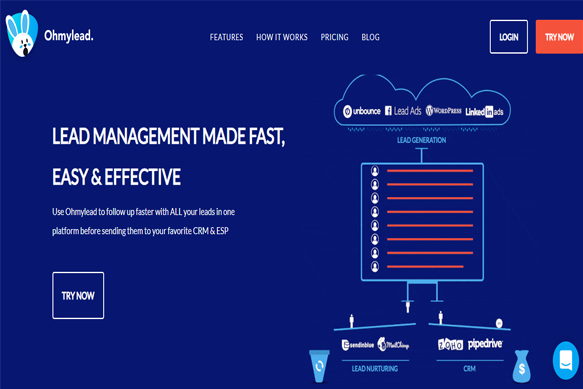 Ohmylead.
FEATURES HOW IT WORKS PRICING BLOG
LOGIN TRY NOW
LEAD MANAGEMENT MADE FAST,
EASY & EFFECTIVE
Use Ohmylead to follow up faster with ALL your leads in one
platform before sending them to your favorite CRM & ESP
TRY NOW
unbounce Lead Ads WORDPRESS Linked in ads
LEAD GENERATION
sendinblue MailChimp
LEAD NURTURING
ZOHO pipedrive
CRM
$